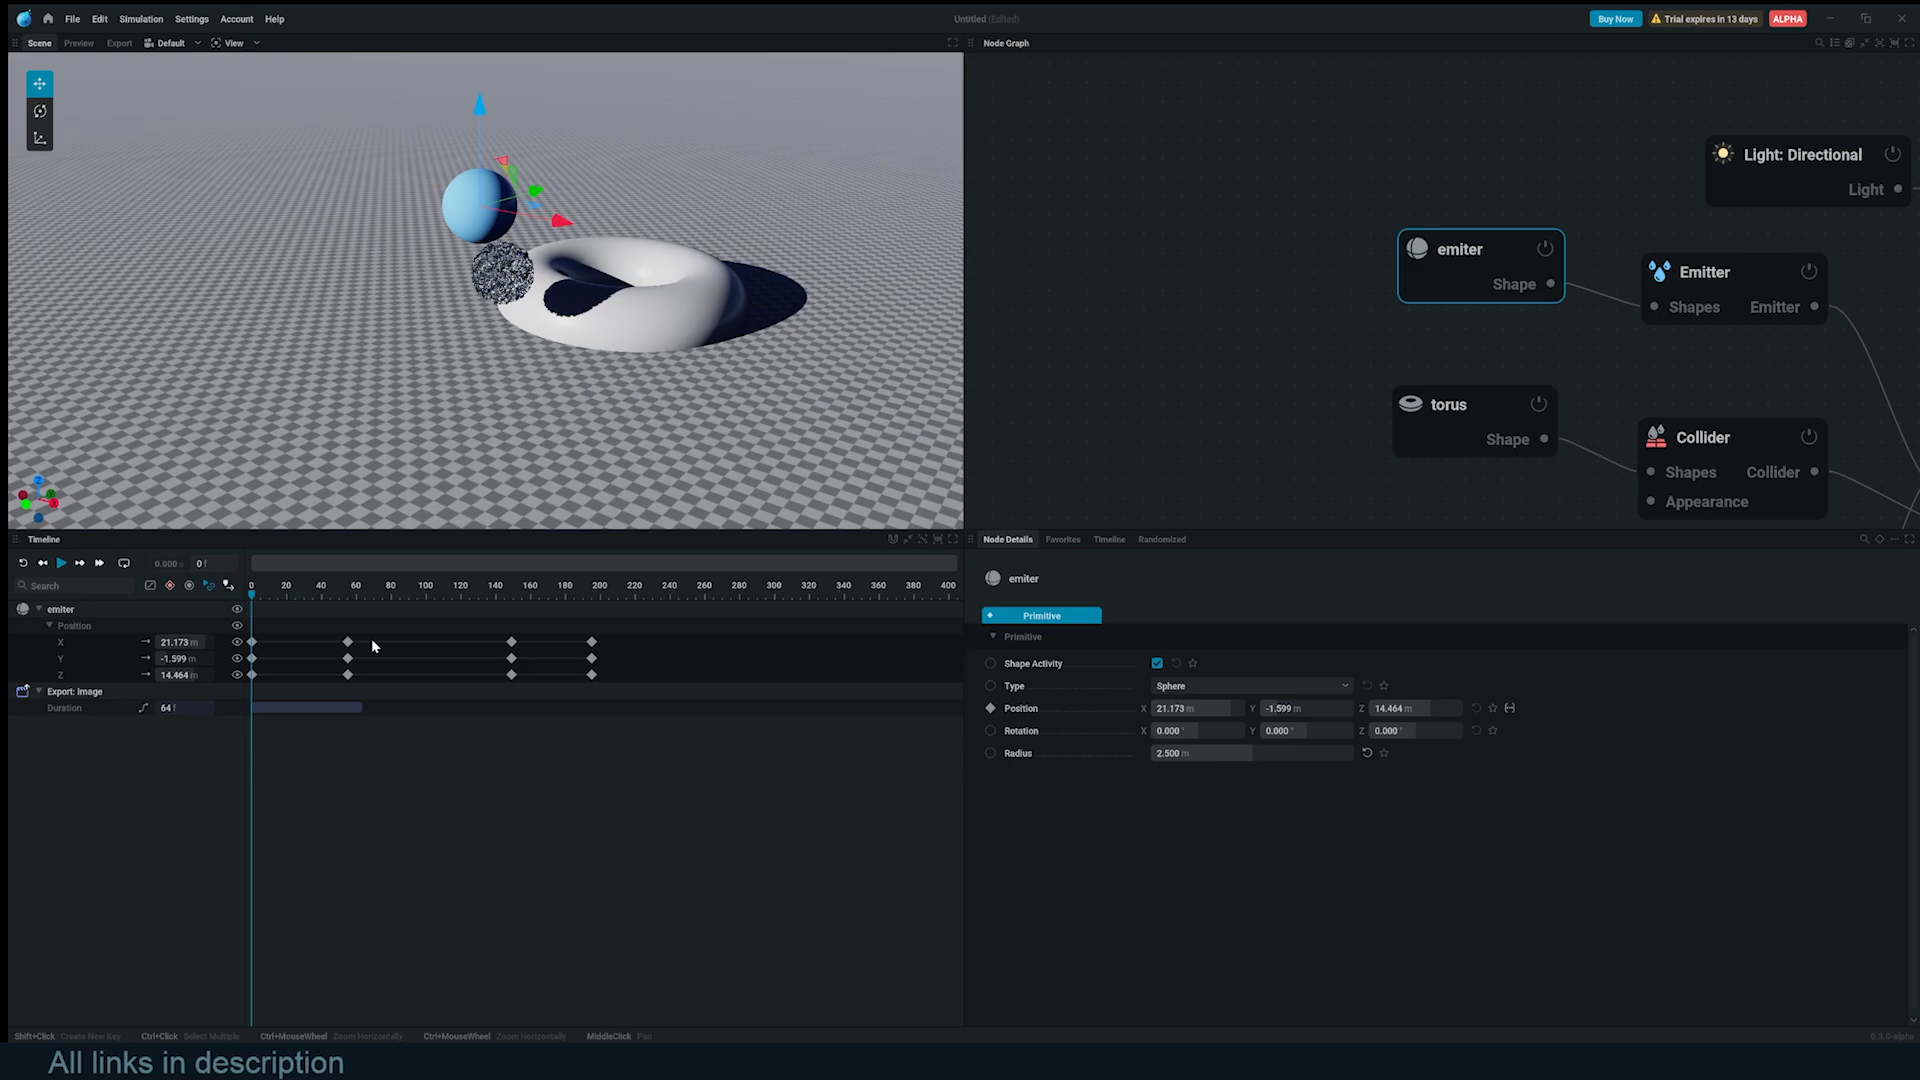 File Edit Simulation Settings Account Help
Untitled (Edited)
Buy Now
Trial expires in 13 days
ALPHA
Scene Preview Export Default View
Node Graph
Light: Directional
Light
emiter
Shape
Emitter
Shapes Emitter
torus
Shape
Collider
Shapes Collider
Appearance
Timeline
0.000 s 0 f
Search
0 20 40 60 80 100 120 140 160 180 200 220 240 260 280 300 320 340 360 380 400
emiter
Position
X 21.173 m
Y -1.599 m
Z 14.464 m
Export: Image
Duration 64 f
Node Details Favorites Timeline Randomized
emiter
Primitive
Primitive
Shape Activity
Type Sphere
Position X 21.173 m Y -1.599 m Z 14.464 m
Rotation X 0.000 ° Y 0.000 ° Z 0.000 °
Radius 2.500 m
Shift+Click Create New Key Ctrl+Click Select Multiple Ctrl+MouseWheel Zoom Horizontally Ctrl+MouseWheel Zoom Horizontally MiddleClick Pan
0.3.0-alpha
All links in description